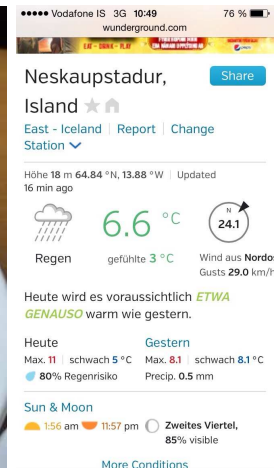 Vodafone IS 3G 10:49 76 %
wunderground.com
EAT - DRINK - PLAY
Neskaupstadur, Share
Island
East - Iceland | Report | Change
Station
Höhe 18 m 64.84 °N, 13.88 °W | Updated
16 min ago
6.6 °C
N
24.1
Regen gefühlte 3 °C Wind aus Nordos
Gusts 29.0 km/h
Heute wird es voraussichtlich ETWA
GENAUSO warm wie gestern.
Heute Gestern
Max. 11 | schwach 5 °C Max. 8.1 | schwach 8.1 °C
80% Regenrisiko Precip. 0.5 mm
Sun & Moon
1:56 am 11:57 pm Zweites Viertel,
85% visible
More Conditions